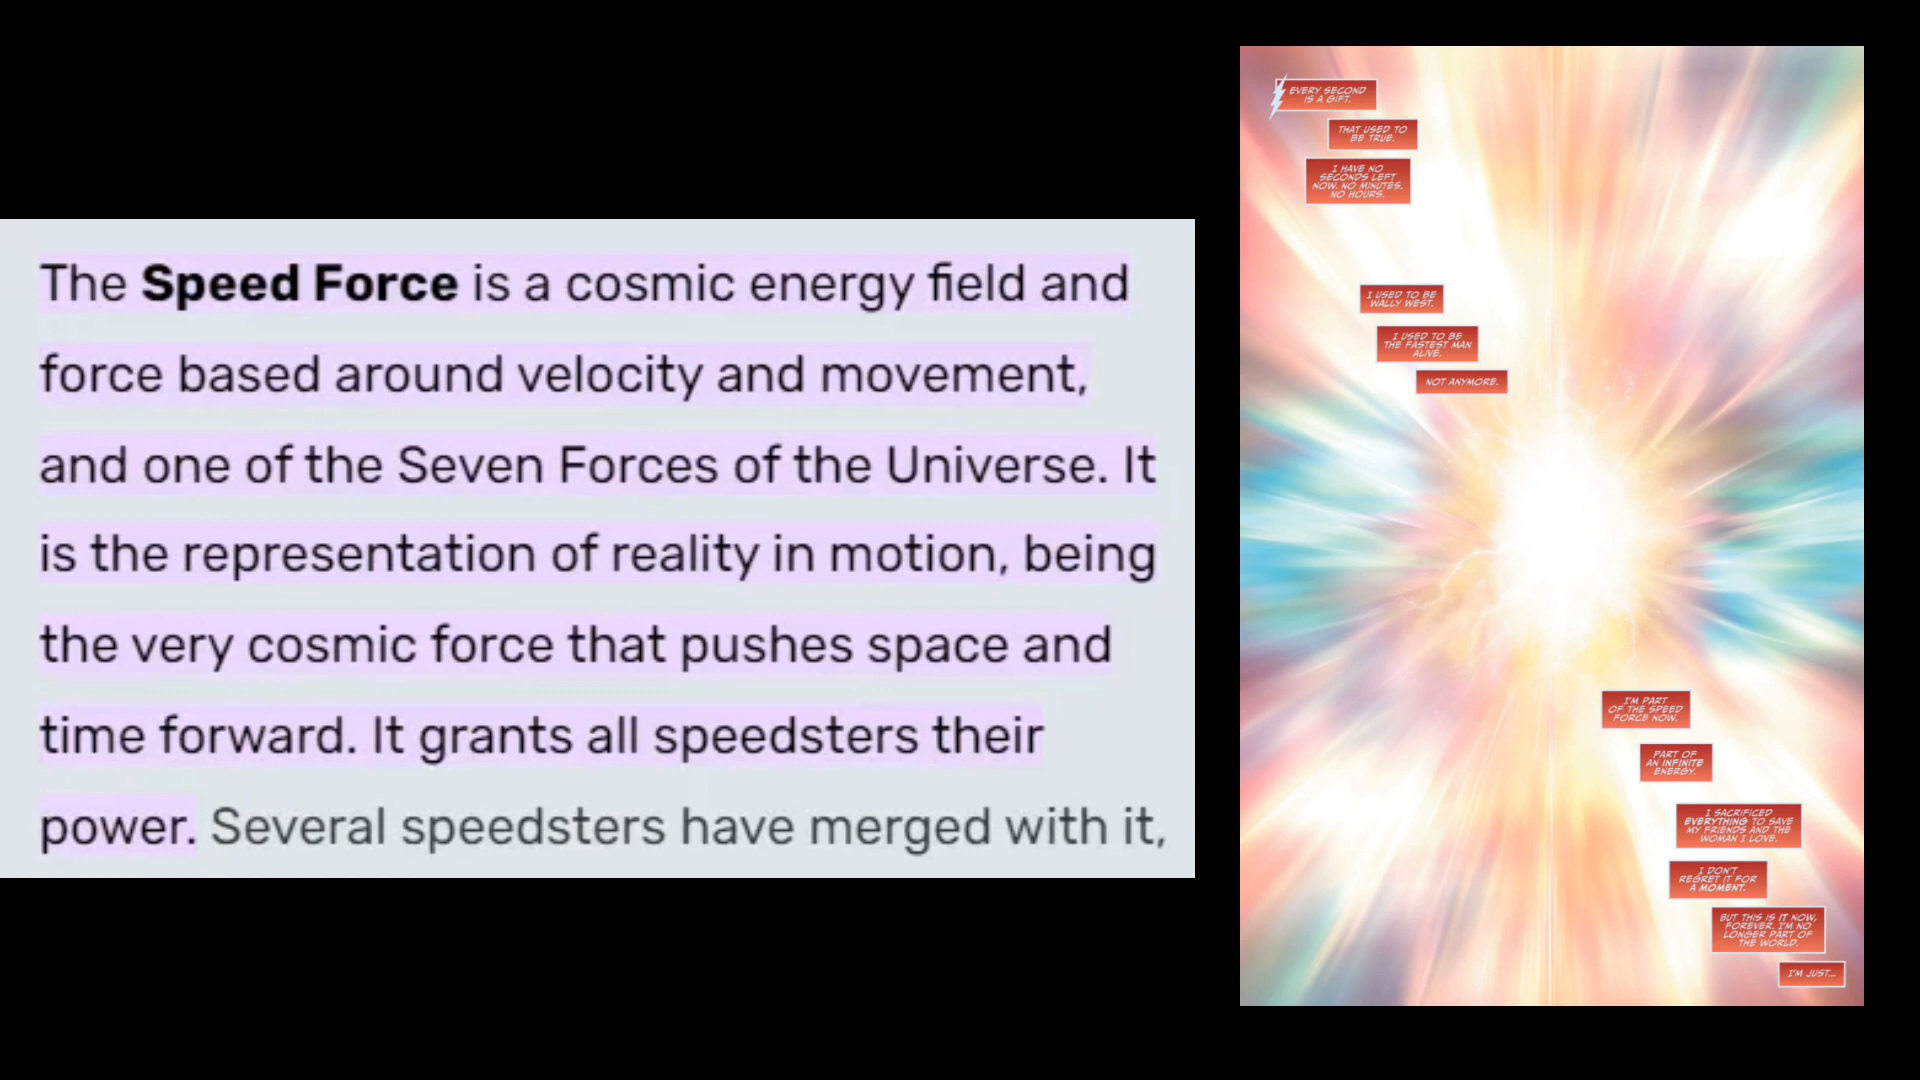 The Speed Force is a cosmic energy field and
force based around velocity and movement,
and one of the Seven Forces of the Universe. It
is the representation of reality in motion, being
the very cosmic force that pushes space and
time forward. It grants all speedsters their
power. Several speedsters have merged with it,
EVERY SECOND
IS A GIFT.
THAT USED TO
BE TRUE.
I HAVE NO
SECONDS LEFT
NOW. NO MINUTES.
NO HOURS.
I USED TO BE
WALLY WEST.
I USED TO BE
THE FASTEST MAN
ALIVE.
NOT ANYMORE.
I'M PART
OF THE SPEED
FORCE NOW.
PART OF
AN INFINITE
ENERGY.
I SACRIFICED
EVERYTHING TO SAVE
MY FRIENDS AND THE
WOMAN I LOVE.
I DON'T
REGRET IT FOR
A MOMENT.
BUT THIS IS IT NOW,
FOREVER. I'M NO
LONGER PART OF
THE WORLD.
I'M JUST...